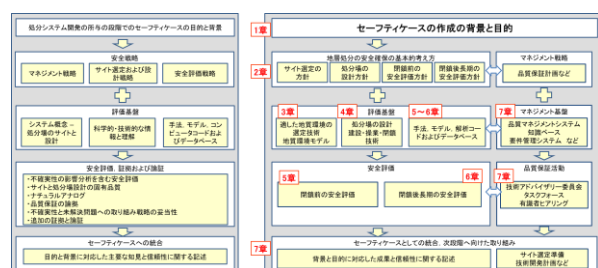 処分システム開発の所与の段階でのセーフティケースの目的と背景
安全戦略
マネジメント戦略
サイト選定および設
計戦略
安全評価戦略
評価基盤
システム概念－
処分場のサイトと
設計
科学的・技術的な情
報と理解
手法、モデル、コン
ピュータコードおよ
びデータベース
安全評価、証拠および論証
・不確実性の影響分析を含む安全評価
・サイトと処分場設計の固有品質
・ナチュラルアナログ
・品質保証の論拠
・不確実性と未解決問題への取り組み戦略の妥当性
・追加の証拠と論証
セーフティケースへの統合
目的と背景に対応した主要な知見と信頼性に関する記述
1章
セーフティケースの作成の背景と目的
2章
地層処分の安全確保の基本的考え方
サイト選定の
方針
処分場の
設計方針
閉鎖前の
安全評価方針
閉鎖後長期の
安全評価方針
マネジメント戦略
品質保証計画など
評価基盤
3章
適した地質環境の
選定技術
地質環境モデル
4章
処分場の設計
建設・操業・閉鎖
技術
5～6章
手法、モデル、解析コー
ドおよびデータベース
7章
マネジメント基盤
品質マネジメントシステム
知識ベース
要件管理システム など
安全評価
5章
閉鎖前の安全評価
6章
閉鎖後長期の安全評価
品質保証活動
7章
技術アドバイザリー委員会
タスクフォース
有識者ヒアリング
7章
セーフティケースとしての統合、次段階へ向けた取り組み
背景と目的に対応した成果と信頼性に関する記述
サイト選定準備
技術開発計画など